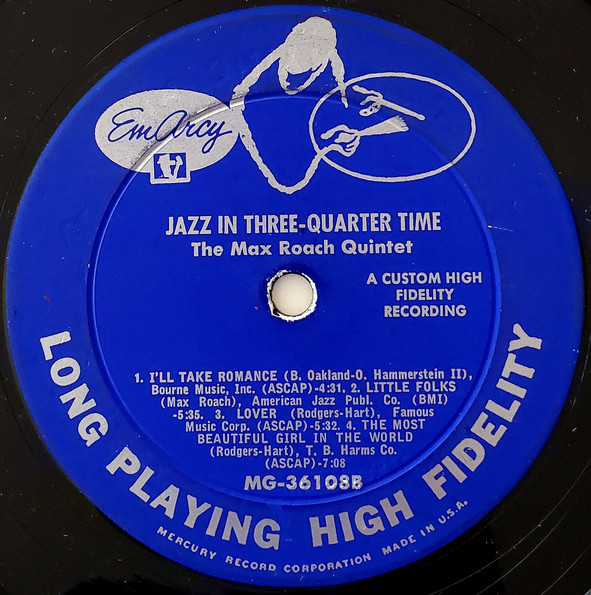 EmArcy
JAZZ IN THREE-QUARTER TIME
The Max Roach Quintet
A CUSTOM HIGH
FIDELITY
RECORDING
1. I'LL TAKE ROMANCE (B. Oakland-O. Hammerstein II),
Bourne Music, Inc. (ASCAP)-4:31. 2. LITTLE FOLKS
(Max Roach), American Jazz Publ. Co. (BMI)
-5:35. 3. LOVER (Rodgers-Hart), Famous
Music Corp. (ASCAP)-5:32. 4. THE MOST
BEAUTIFUL GIRL IN THE WORLD
(Rodgers-Hart), T. B. Harms Co.
(ASCAP)-7:08
MG-36108B
LONG PLAYING HIGH FIDELITY
MERCURY RECORD CORPORATION MADE IN U.S.A.